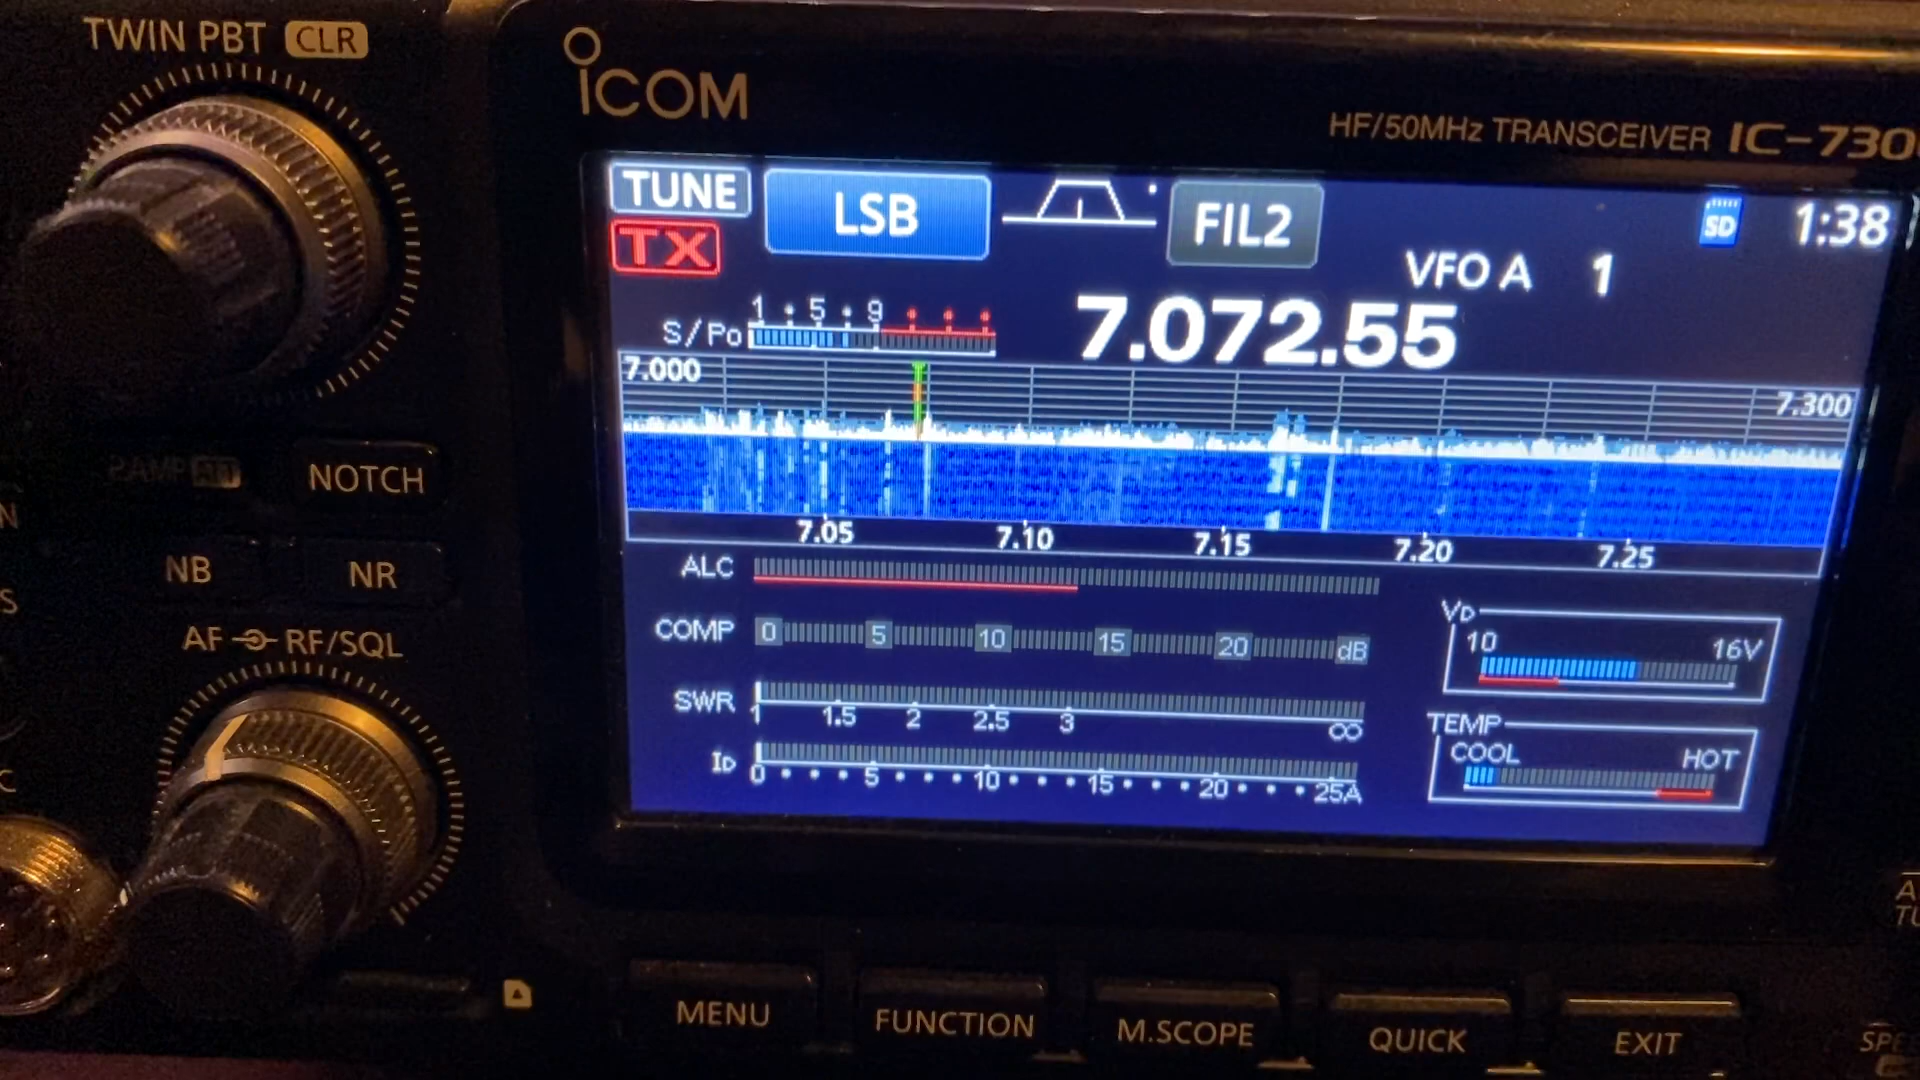 TWIN PBT CLR
ICOM
HF/50MHz TRANSCEIVER IC-730
TUNE LSB FIL2 SD 1:38
TX
VFO A 1
1 5 9
S/Po
7.072.55
7.000
7.300
P.AMP ATT NOTCH
7.05 7.10 7.15 7.20 7.25
NB NR
ALC
COMP 0 5 10 15 20 dB
VD
10 16V
AF RF/SQL
SWR
1 1.5 2 2.5 3 ∞
TEMP
COOL HOT
ID
0 5 10 15 20 25A
MENU FUNCTION M.SCOPE QUICK EXIT